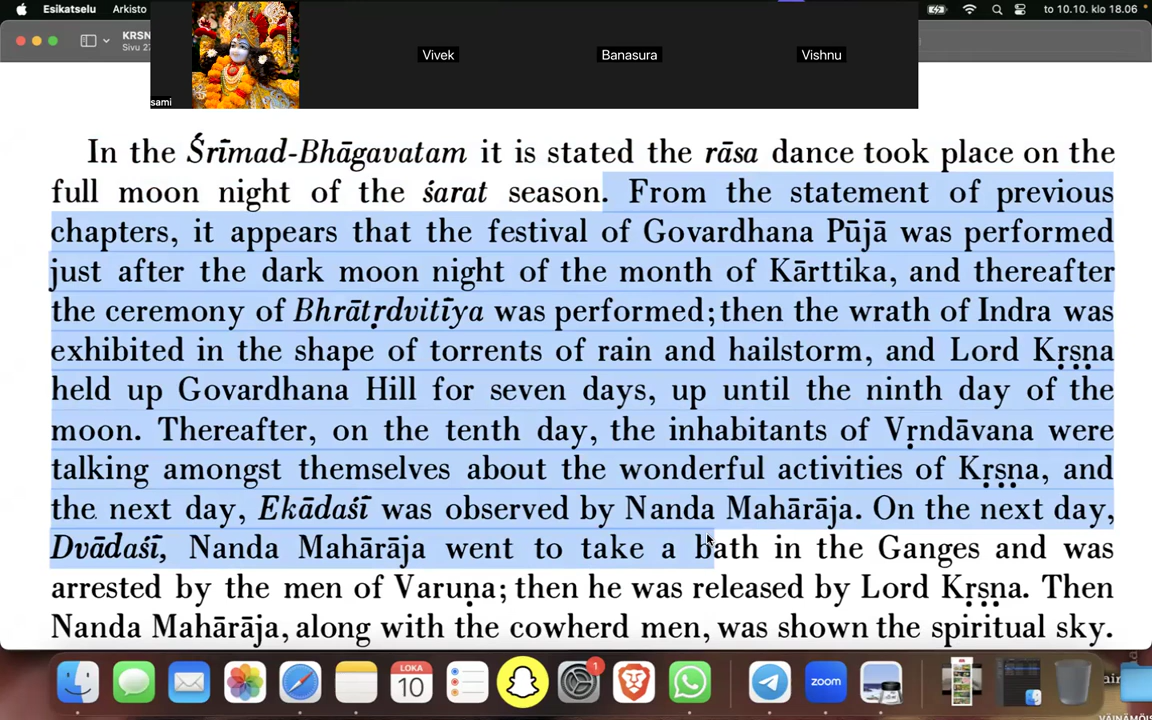 Esikatselu Arkisto
to 10.10. klo 18.06
KRSN
Sivu 2
sami
Vivek
Banasura
Vishnu
In the Śrīmad-Bhāgavatam it is stated the rāsa dance took place on the
full moon night of the śarat season. From the statement of previous
chapters, it appears that the festival of Govardhana Pūjā was performed
just after the dark moon night of the month of Kārttika, and thereafter
the ceremony of Bhrātṛdvitīya was performed; then the wrath of Indra was
exhibited in the shape of torrents of rain and hailstorm, and Lord Kṛṣṇa
held up Govardhana Hill for seven days, up until the ninth day of the
moon. Thereafter, on the tenth day, the inhabitants of Vṛndāvana were
talking amongst themselves about the wonderful activities of Kṛṣṇa, and
the next day, Ekādaśī was observed by Nanda Mahārāja. On the next day,
Dvādaśī, Nanda Mahārāja went to take a bath in the Ganges and was
arrested by the men of Varuṇa; then he was released by Lord Kṛṣṇa. Then
Nanda Mahārāja, along with the cowherd men, was shown the spiritual sky.
LOKA
10
1
zoom